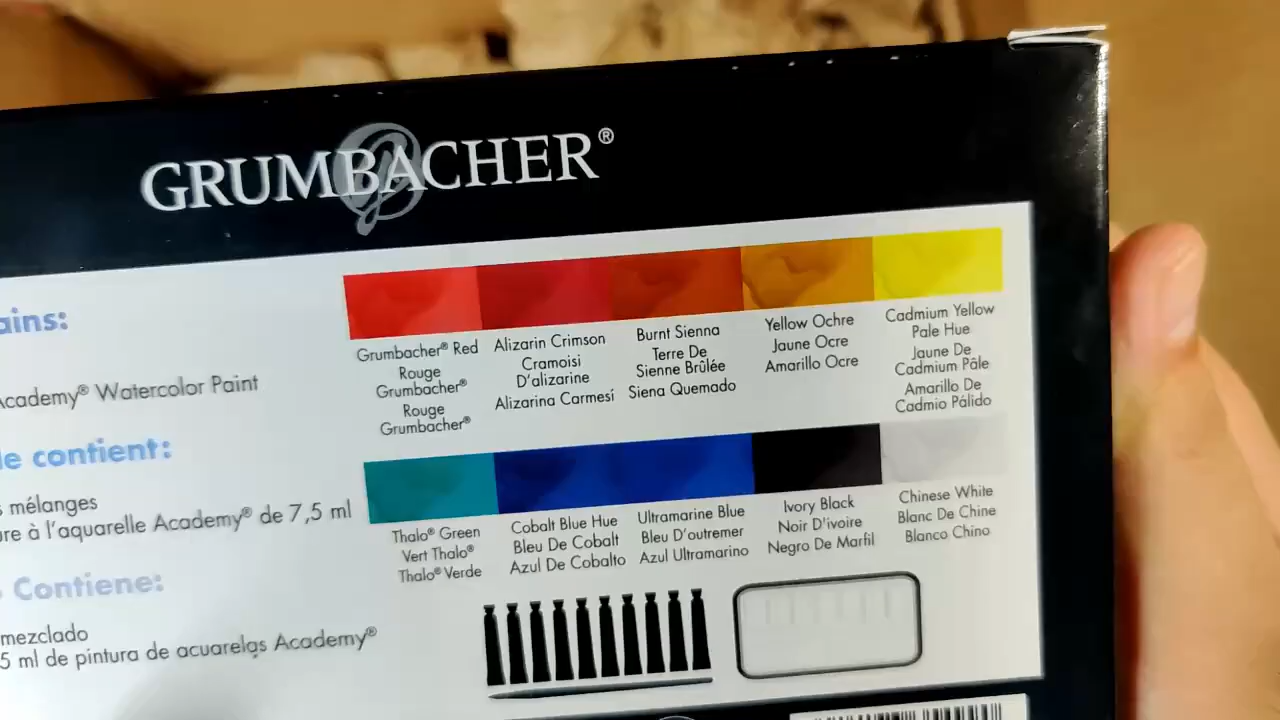 GRUMBACHER®
ains:
Academy® Watercolor Paint
le contient:
s mélanges
ure à l'aquarelle Academy® de 7,5 ml
Contiene:
mezclado
5 ml de pintura de acuarelas Academy®
Grumbacher® Red
Rouge
Grumbacher®
Rouge
Grumbacher®
Alizarin Crimson
Cramoisi
D'alizarine
Alizarina Carmesí
Burnt Sienna
Terre De
Sienne Brûlée
Siena Quemado
Yellow Ochre
Jaune Ocre
Amarillo Ocre
Cadmium Yellow
Pale Hue
Jaune De
Cadmium Pâle
Amarillo De
Cadmio Pálido
Thalo® Green
Vert Thalo®
Thalo® Verde
Cobalt Blue Hue
Bleu De Cobalt
Azul De Cobalto
Ultramarine Blue
Bleu D'outremer
Azul Ultramarino
Ivory Black
Noir D'ivoire
Negro De Marfil
Chinese White
Blanc De Chine
Blanco Chino